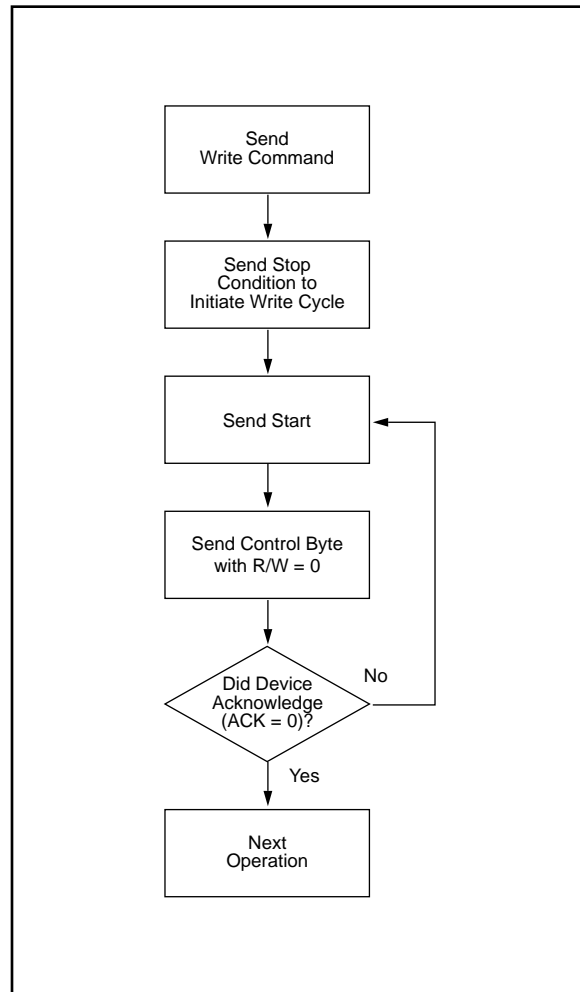 Send
Write Command
Send Stop
Condition to
Initiate Write Cycle
Send Start
Send Control Byte
with R/W = 0
Did Device
Acknowledge
(ACK = 0)?
No
Yes
Next
Operation